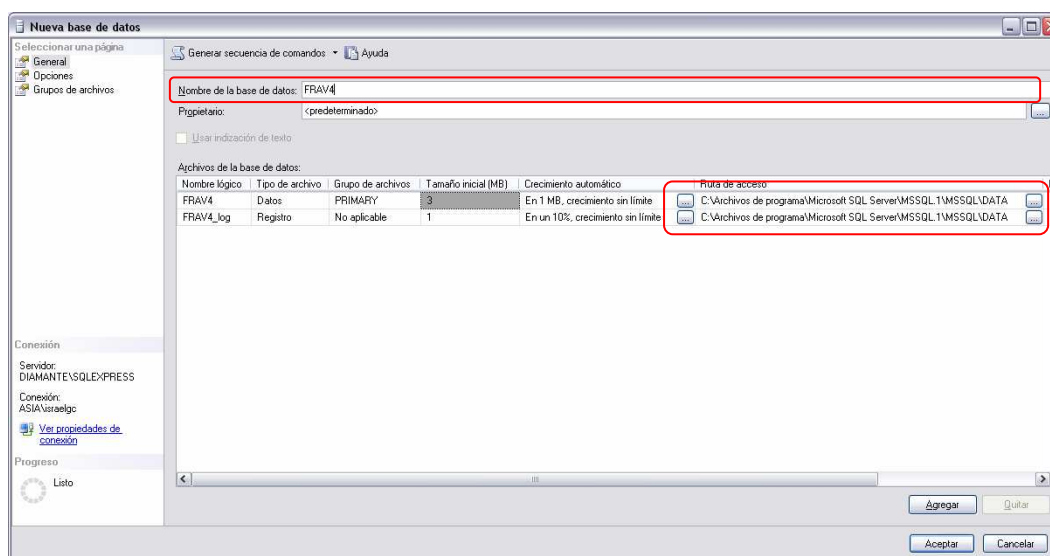 Nueva base de datos
Seleccionar una página
General
Opciones
Grupos de archivos
Generar secuencia de comandos Ayuda
Nombre de la base de datos: FRAV4
Propietario: <predeterminado>
Usar indización de texto
Archivos de la base de datos:
Nombre lógico Tipo de archivo Grupo de archivos Tamaño inicial (MB) Crecimiento automático Ruta de acceso
FRAV4 Datos PRIMARY 3 En 1 MB, crecimiento sin límite ... C:\Archivos de programa\Microsoft SQL Server\MSSQL.1\MSSQL\DATA ...
FRAV4_log Registro No aplicable 1 En un 10%, crecimiento sin límite ... C:\Archivos de programa\Microsoft SQL Server\MSSQL.1\MSSQL\DATA ...
Conexión
Servidor:
DIAMANTE\SQLEXPRESS
Conexión:
ASIA\israelgc
Ver propiedades de
conexión
Progreso
Listo
Agregar Quitar
Aceptar Cancelar